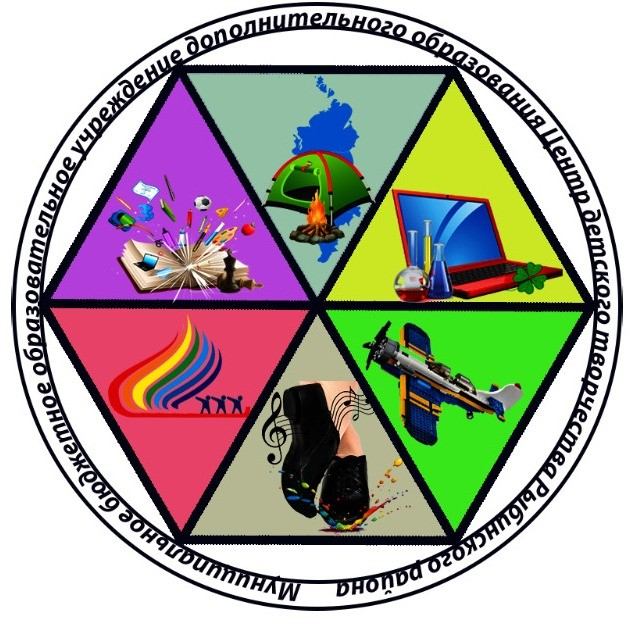 Муниципальное бюджетное образовательное учреждение дополнительного образования Центр детского творчества Рыбинского района